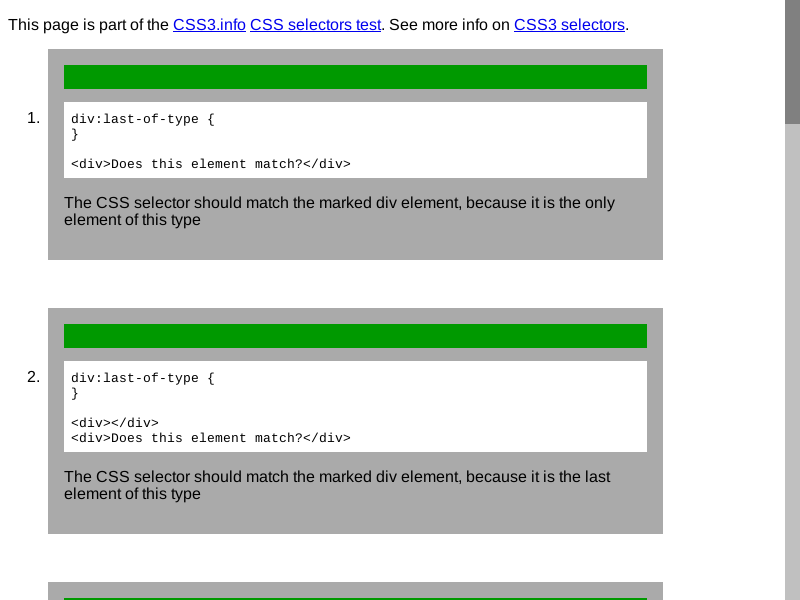 This page is part of the CSS3.info CSS selectors test. See more info on CSS3 selectors.
1.
div:last-of-type {
}
<div>Does this element match?</div>
The CSS selector should match the marked div element, because it is the only
element of this type
2.
div:last-of-type {
}
<div></div>
<div>Does this element match?</div>
The CSS selector should match the marked div element, because it is the last
element of this type